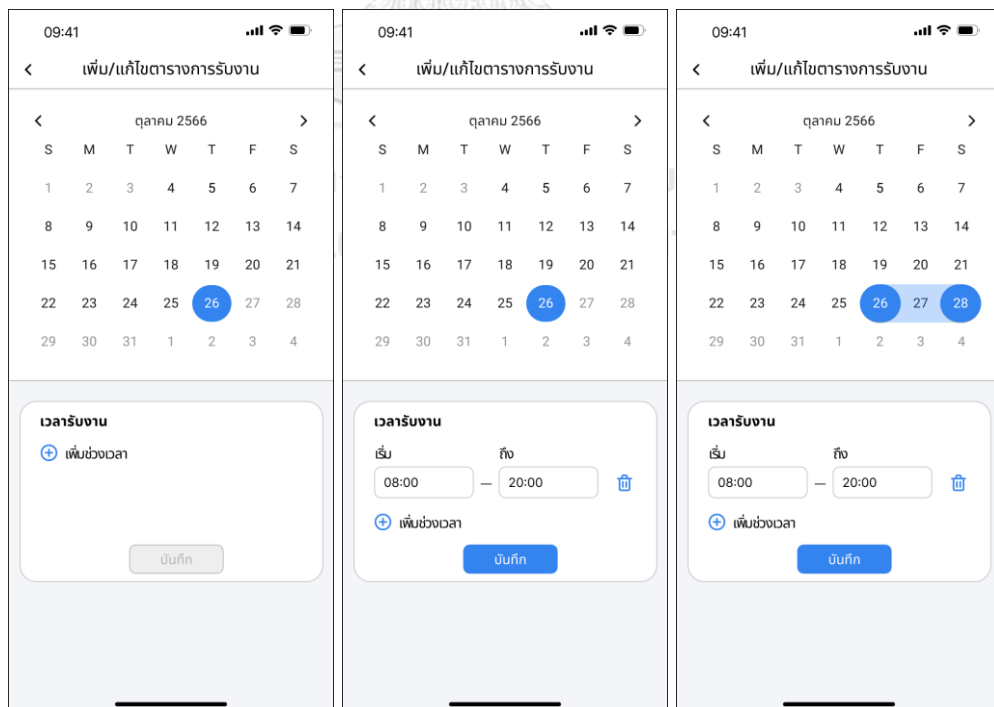 09:41
เพิ่ม/แก้ไขตารางการรับงาน
ตุลาคม 2566
S M T W T F S
1 2 3 4 5 6 7
8 9 10 11 12 13 14
15 16 17 18 19 20 21
22 23 24 25 26 27 28
29 30 31 1 2 3 4
เวลารับงาน
เพิ่มช่วงเวลา
บันทึก
09:41
เพิ่ม/แก้ไขตารางการรับงาน
ตุลาคม 2566
S M T W T F S
1 2 3 4 5 6 7
8 9 10 11 12 13 14
15 16 17 18 19 20 21
22 23 24 25 26 27 28
29 30 31 1 2 3 4
เวลารับงาน
เริ่ม ถึง
08:00 — 20:00
เพิ่มช่วงเวลา
บันทึก
09:41
เพิ่ม/แก้ไขตารางการรับงาน
ตุลาคม 2566
S M T W T F S
1 2 3 4 5 6 7
8 9 10 11 12 13 14
15 16 17 18 19 20 21
22 23 24 25 26 27 28
29 30 31 1 2 3 4
เวลารับงาน
เริ่ม ถึง
08:00 — 20:00
เพิ่มช่วงเวลา
บันทึก